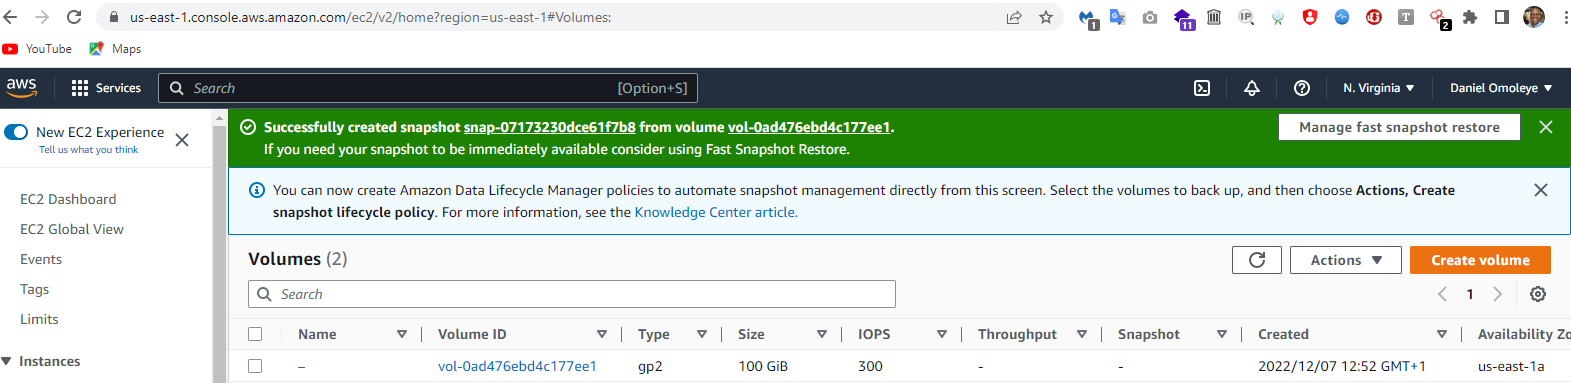 us-east-1.console.aws.amazon.com/ec2/v2/home?region=us-east-1#Volumes:
1
11
IP
T
2
YouTube
Maps
aws
Services
Search
[Option+S]
N. Virginia
Daniel Omoleye
New EC2 Experience
Tell us what you think
EC2 Dashboard
EC2 Global View
Events
Tags
Limits
Instances
Successfully created snapshot snap-07173230dce61f7b8 from volume vol-0ad476ebd4c177ee1.
If you need your snapshot to be immediately available consider using Fast Snapshot Restore.
Manage fast snapshot restore
You can now create Amazon Data Lifecycle Manager policies to automate snapshot management directly from this screen. Select the volumes to back up, and then choose Actions, Create
snapshot lifecycle policy. For more information, see the Knowledge Center article.
Volumes (2)
Actions
Create volume
Search
1
Name Volume ID Type Size IOPS Throughput Snapshot Created Availability Zo
– vol-0ad476ebd4c177ee1 gp2 100 GiB 300 - - 2022/12/07 12:52 GMT+1 us-east-1a